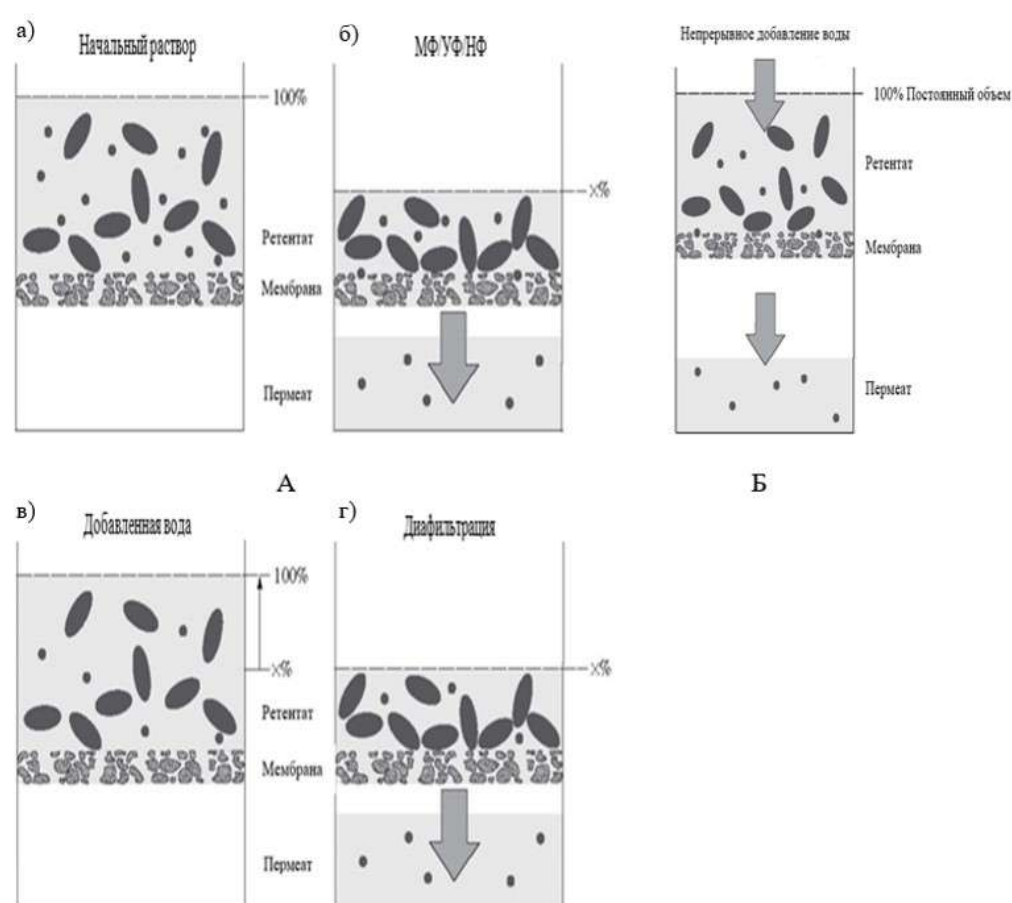 а)
Начальный раствор
100%
Ретентат
Мембрана
Пермеат
б)
МФ/УФ/НФ
X%
Непрерывное добавление воды
100% Постоянный объем
Ретентат
Мембрана
Пермеат
А
Б
в)
Добавленная вода
100%
X%
Ретентат
Мембрана
Пермеат
г)
Диафильтрация
X%